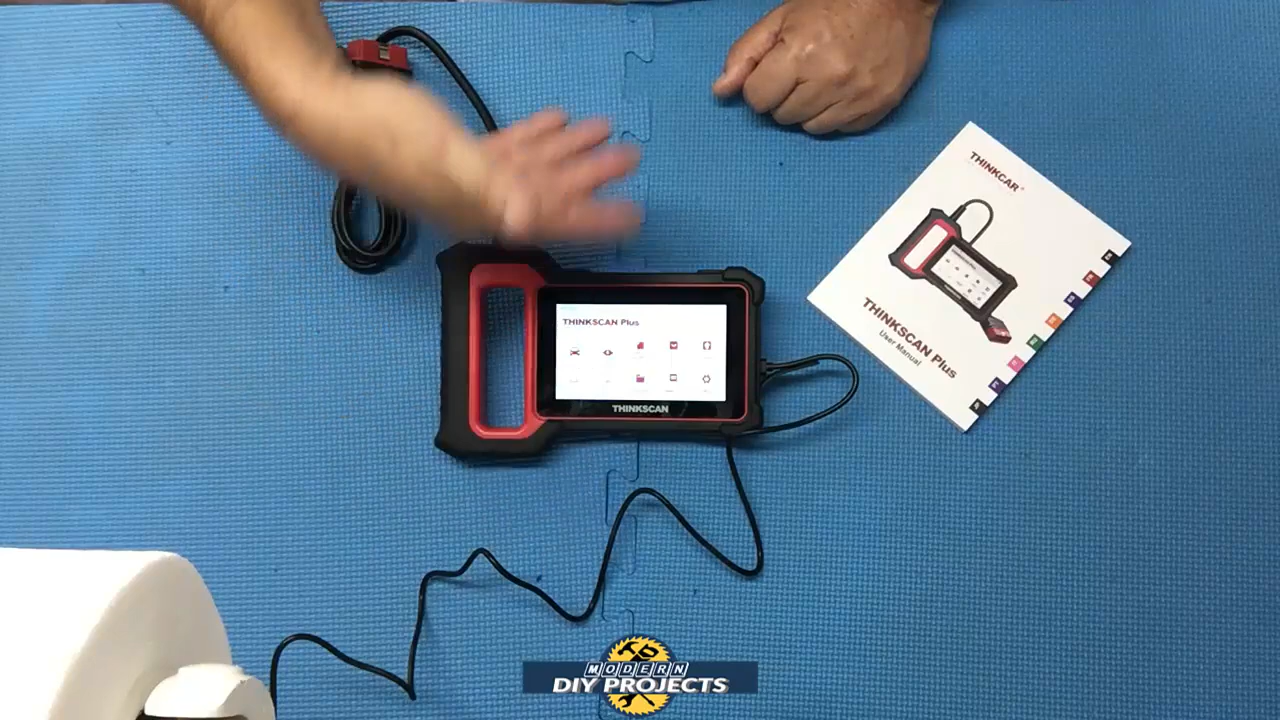 THINKCAR
THINKSCAN Plus
User Manual
THINKSCAN Plus
THINKSCAN
MODERN
DIY PROJECTS